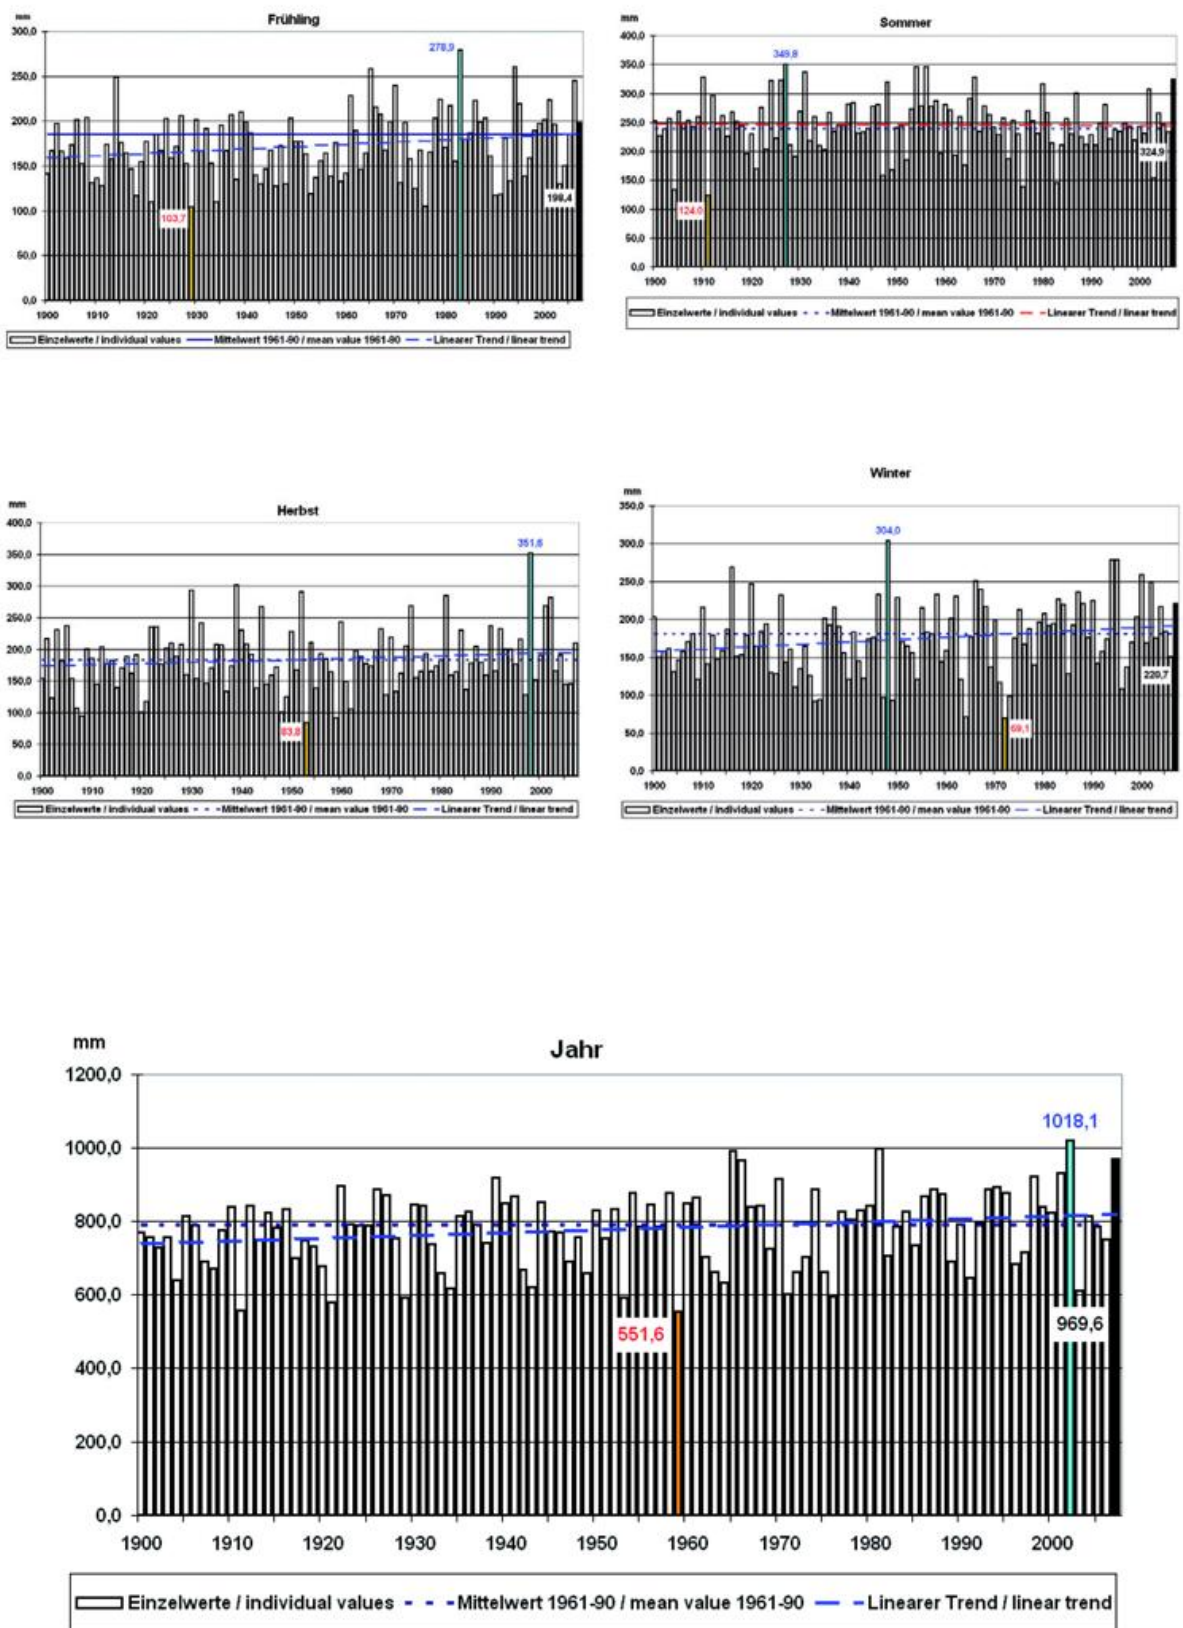 mm
Frühling
300,0
250,0
200,0
150,0
100,0
50,0
0,0
278,9
103,7
198,4
1900 1910 1920 1930 1940 1950 1960 1970 1980 1990 2000
Einzelwerte / individual values Mittelwert 1961-90 / mean value 1961-90 Linearer Trend / linear trend
mm
Sommer
400,0
350,0
300,0
250,0
200,0
150,0
100,0
50,0
0,0
349,8
124,0
324,9
1900 1910 1920 1930 1940 1950 1960 1970 1980 1990 2000
Einzelwerte / individual values Mittelwert 1961-90 / mean value 1961-90 Linearer Trend / linear trend
mm
Herbst
400,0
350,0
300,0
250,0
200,0
150,0
100,0
50,0
0,0
351,6
83,8
1900 1910 1920 1930 1940 1950 1960 1970 1980 1990 2000
Einzelwerte / individual values Mittelwert 1961-90 / mean value 1961-90 Linearer Trend / linear trend
Winter
mm
350,0
300,0
250,0
200,0
150,0
100,0
50,0
0,0
304,0
69,1
220,7
1900 1910 1920 1930 1940 1950 1960 1970 1980 1990 2000
Einzelwerte / individual values Mittelwert 1961-90 / mean value 1961-90 Linearer Trend / linear trend
mm
Jahr
1200,0
1000,0
800,0
600,0
400,0
200,0
0,0
1018,1
551,6
969,6
1900 1910 1920 1930 1940 1950 1960 1970 1980 1990 2000
Einzelwerte / individual values Mittelwert 1961-90 / mean value 1961-90 Linearer Trend / linear trend